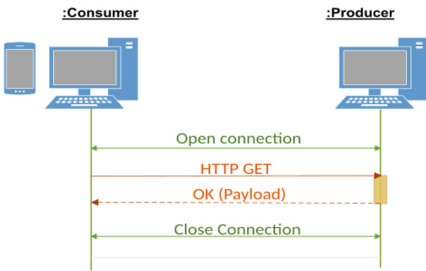 :Consumer
:Producer
Open connection
HTTP GET
OK (Payload)
Close Connection